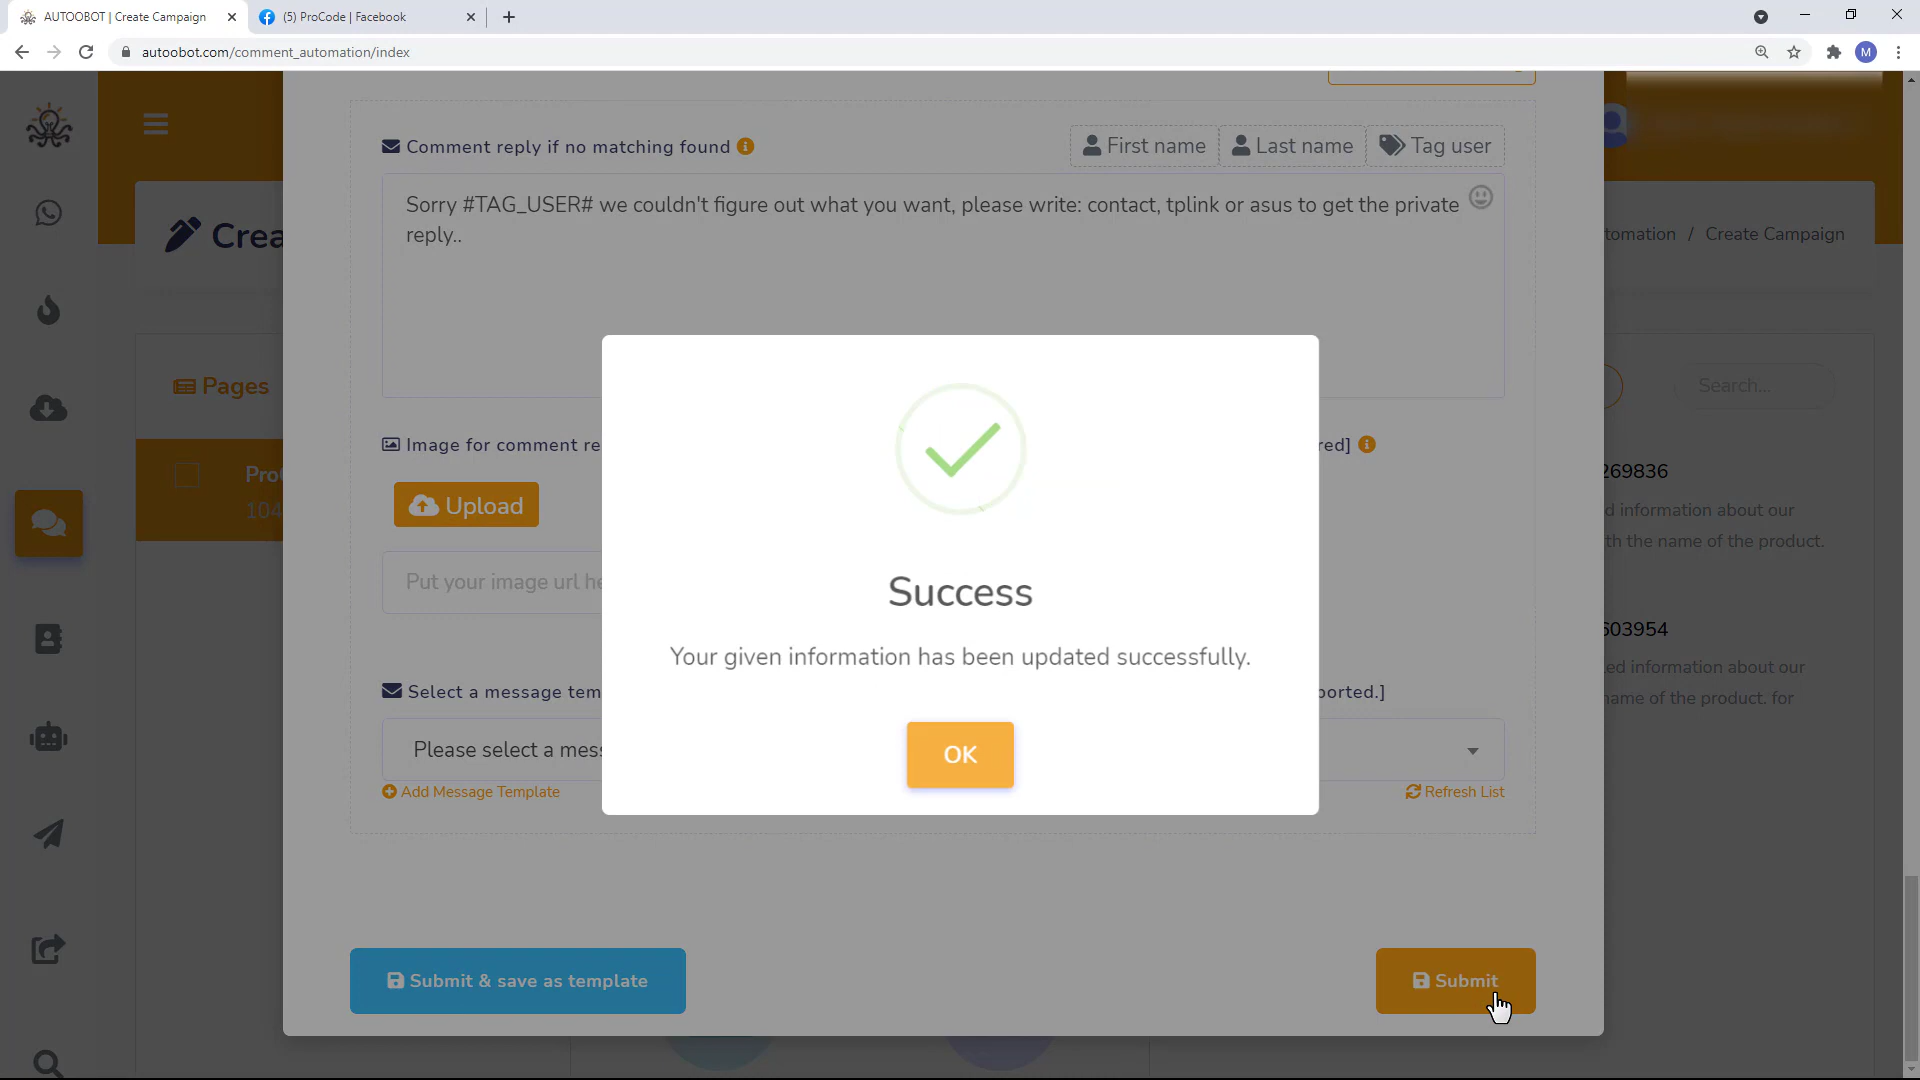 AUTOOBOT | Create Campaign
(5) ProCode | Facebook
autoobot.com/comment_automation/index
M
Comment reply if no matching found
First name
Last name
Tag user
Sorry #TAG_USER# we couldn't figure out what you want, please write: contact, tplink or asus to get the private
reply..
Crea
tomation / Create Campaign
Pages
Search...
Image for comment re
red]
269836
Pro
104
Upload
d information about our
th the name of the product.
Put your image url he
Success
603954
Your given information has been updated successfully.
ed information about our
Select a message tem
ported.]
name of the product. for
Please select a mess
OK
Add Message Template
Refresh List
Submit & save as template
Submit